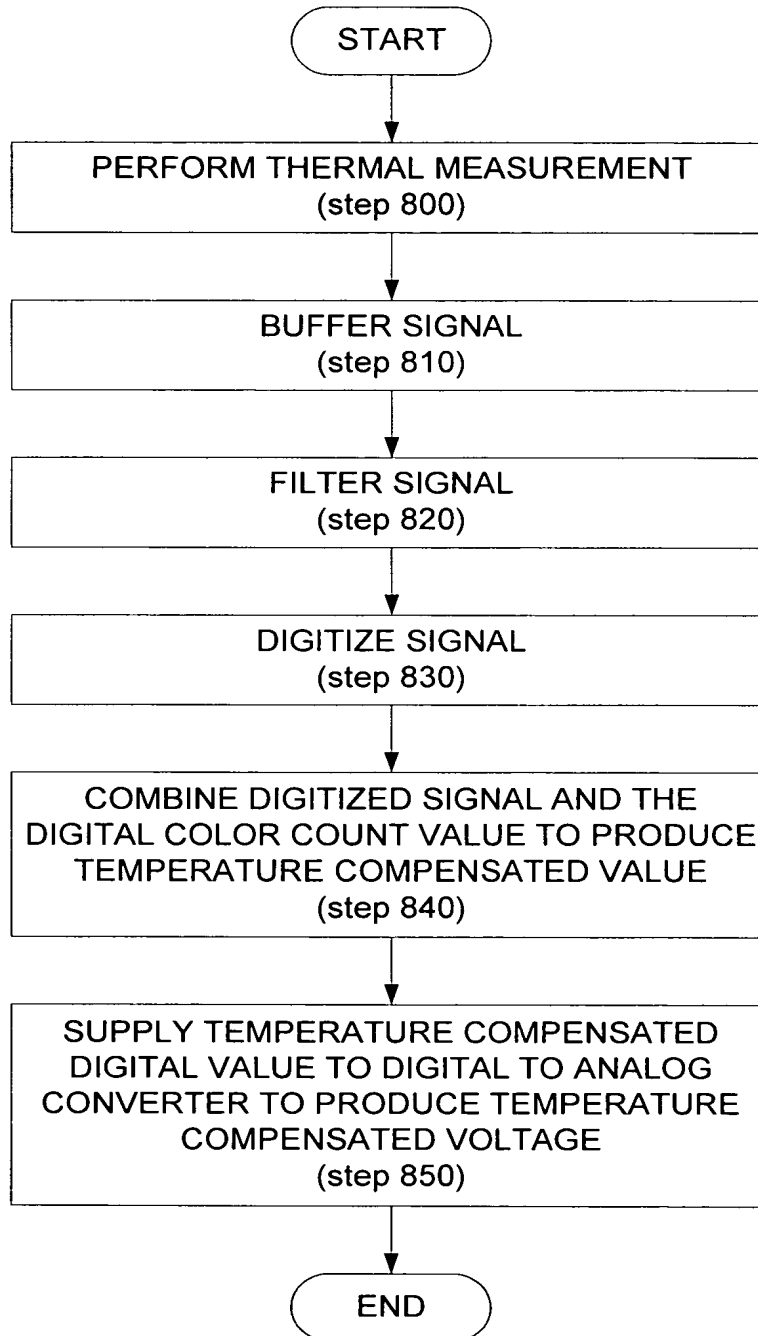 START
PERFORM THERMAL MEASUREMENT
(step 800)
BUFFER SIGNAL
(step 810)
FILTER SIGNAL
(step 820)
DIGITIZE SIGNAL
(step 830)
COMBINE DIGITIZED SIGNAL AND THE
DIGITAL COLOR COUNT VALUE TO PRODUCE
TEMPERATURE COMPENSATED VALUE
(step 840)
SUPPLY TEMPERATURE COMPENSATED
DIGITAL VALUE TO DIGITAL TO ANALOG
CONVERTER TO PRODUCE TEMPERATURE
COMPENSATED VOLTAGE
(step 850)
END